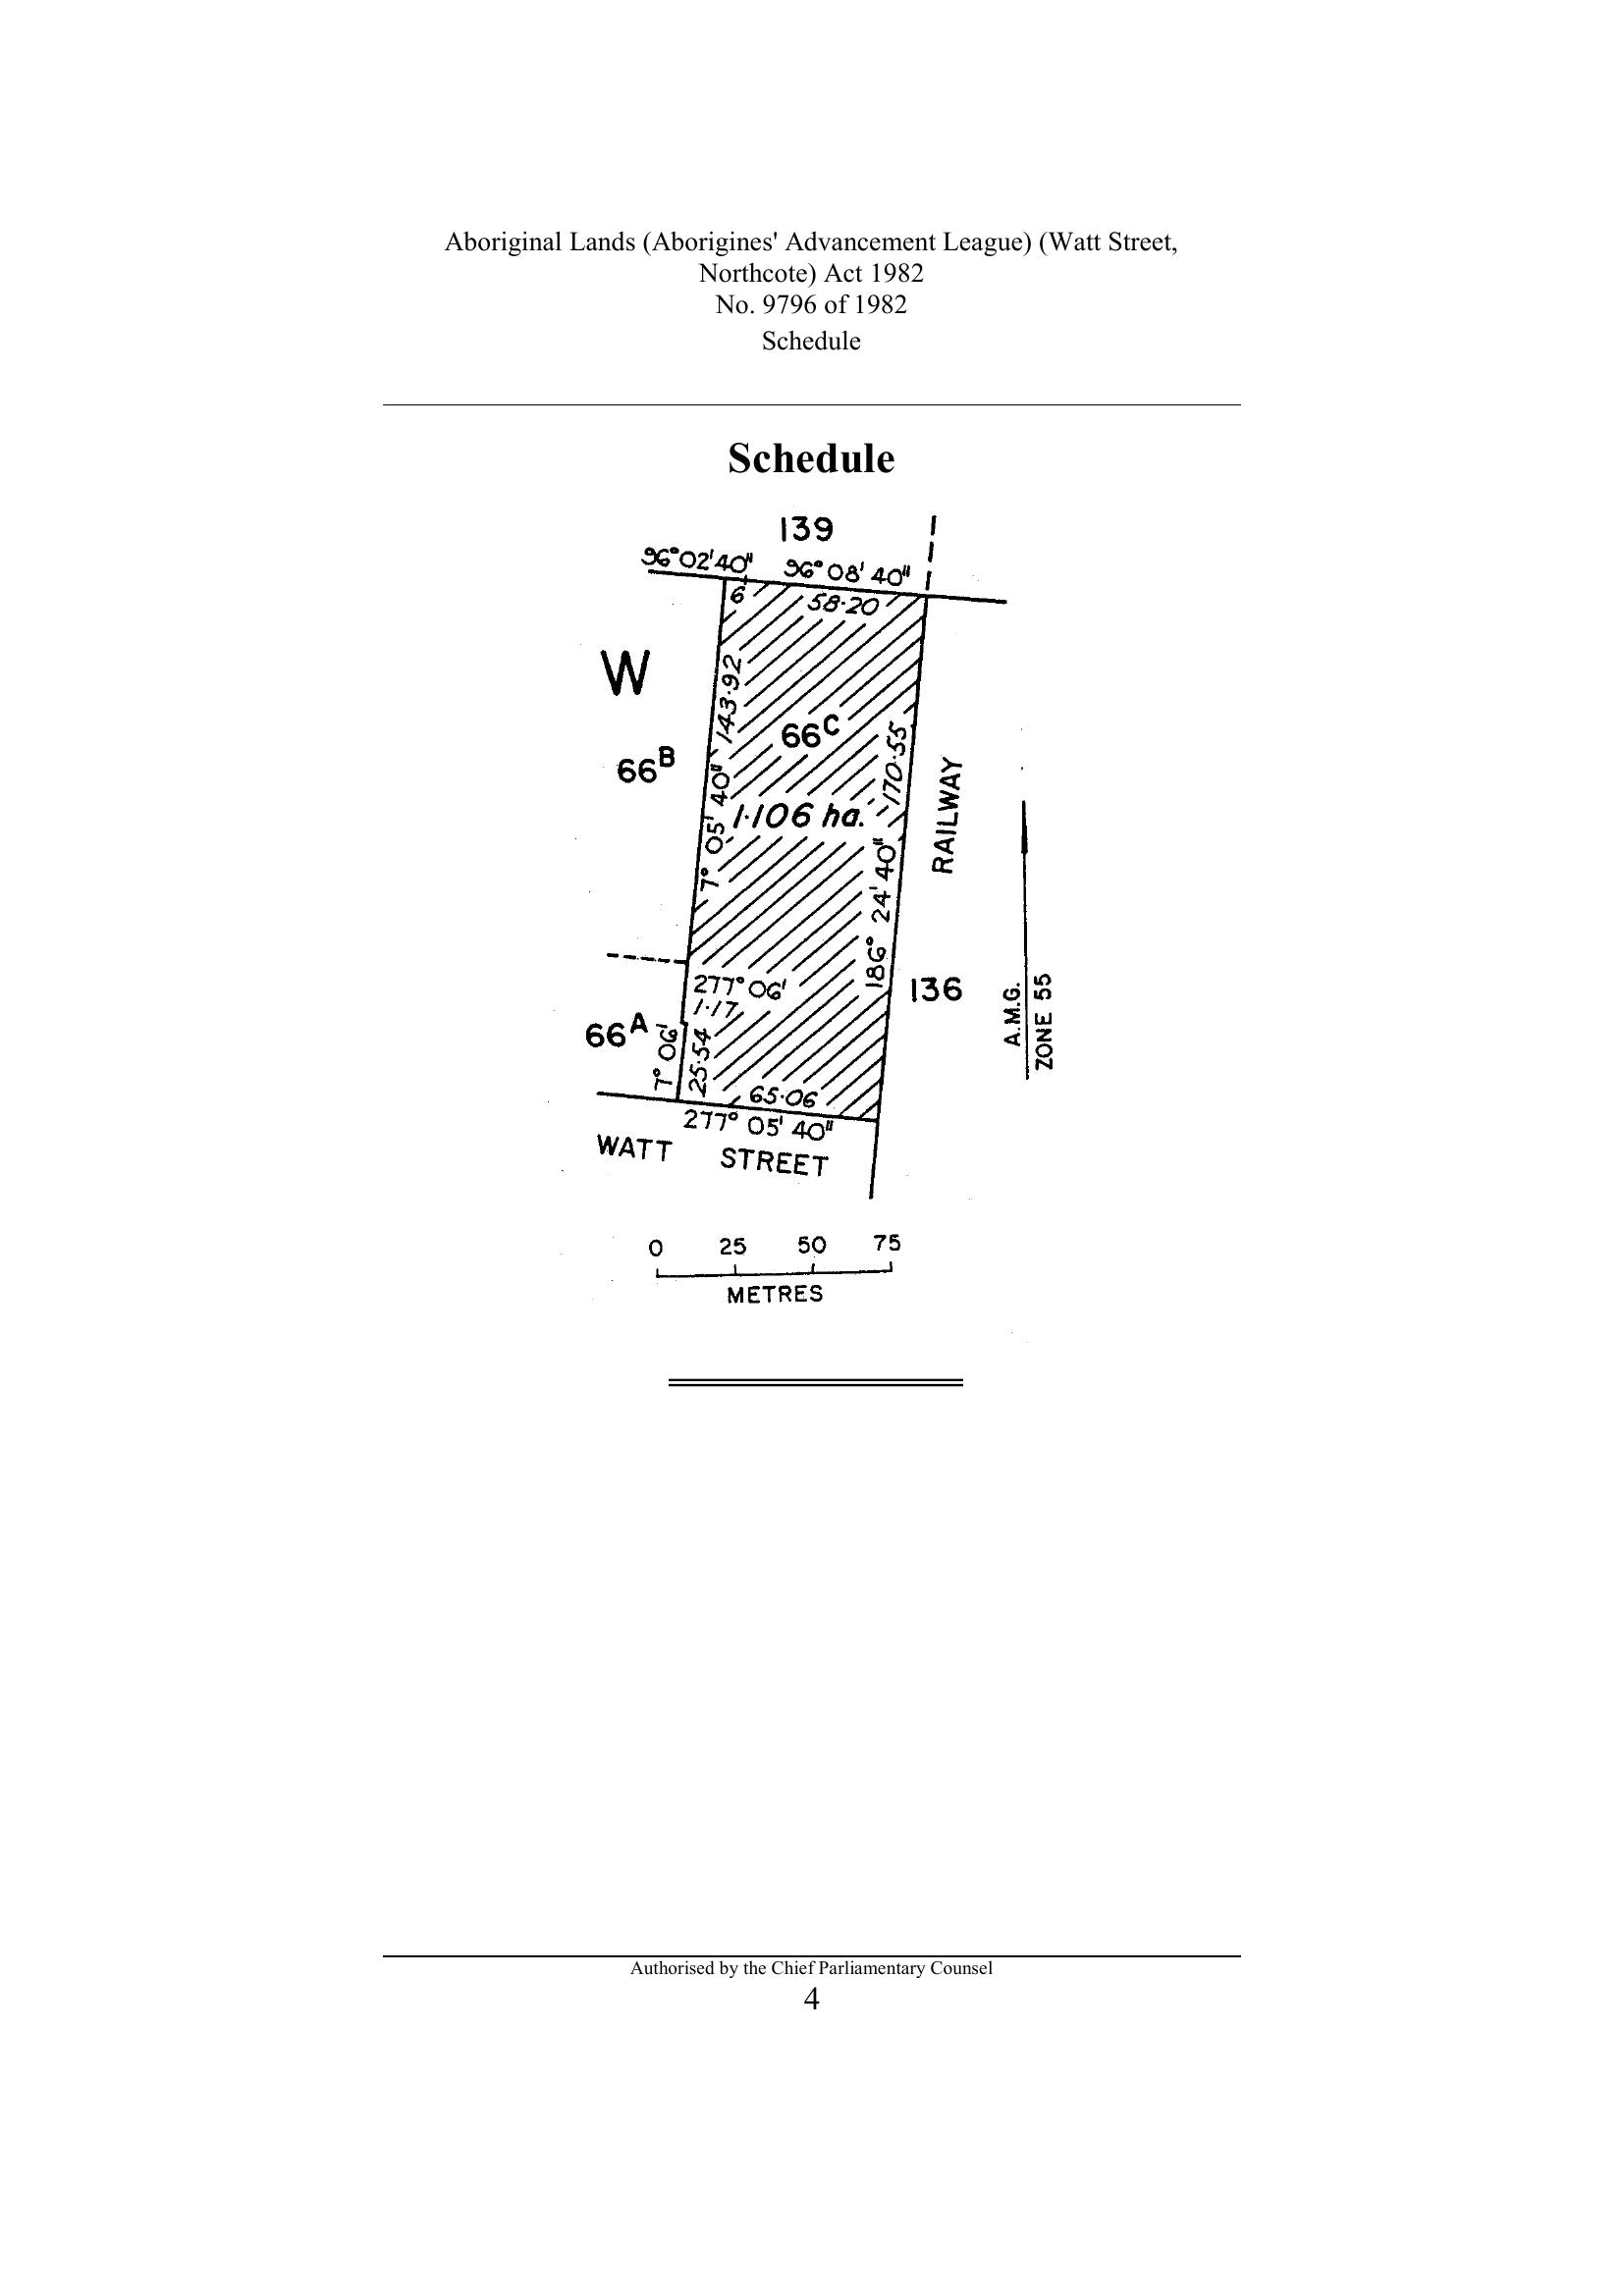 Aboriginal Lands (Aborigines' Advancement League) (Watt Street,
Northcote) Act 1982
No. 9796 of 1982
Schedule
Schedule
139
96°02'40" 96°08'40"
6 58·20
W
143·92
7° 05' 40"
66C
66B
170·55
186° 24' 40"
RAILWAY
1·106 ha.
277°06'
1·17
136
66A
7° 06'
25·54
A.M.G.
ZONE 55
65·06
277° 05' 40"
WATT STREET
0 25 50 75
METRES
Authorised by the Chief Parliamentary Counsel
4